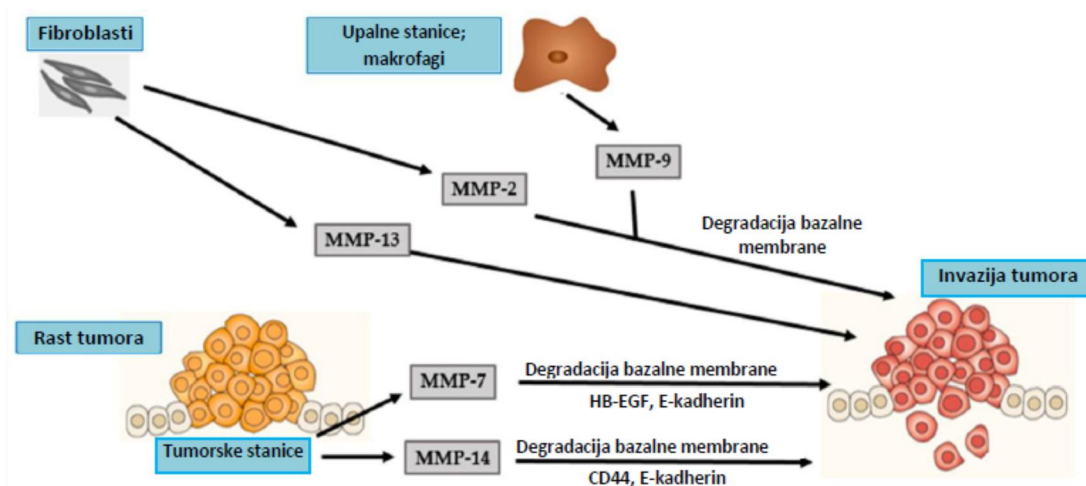 Fibroblasti
Upalne stanice;
makrofagi
MMP-9
MMP-2
MMP-13
Degradacija bazalne
membrane
Invazija tumora
Rast tumora
MMP-7
Degradacija bazalne membrane
HB-EGF, E-kadherin
Tumorske stanice
MMP-14
Degradacija bazalne membrane
CD44, E-kadherin